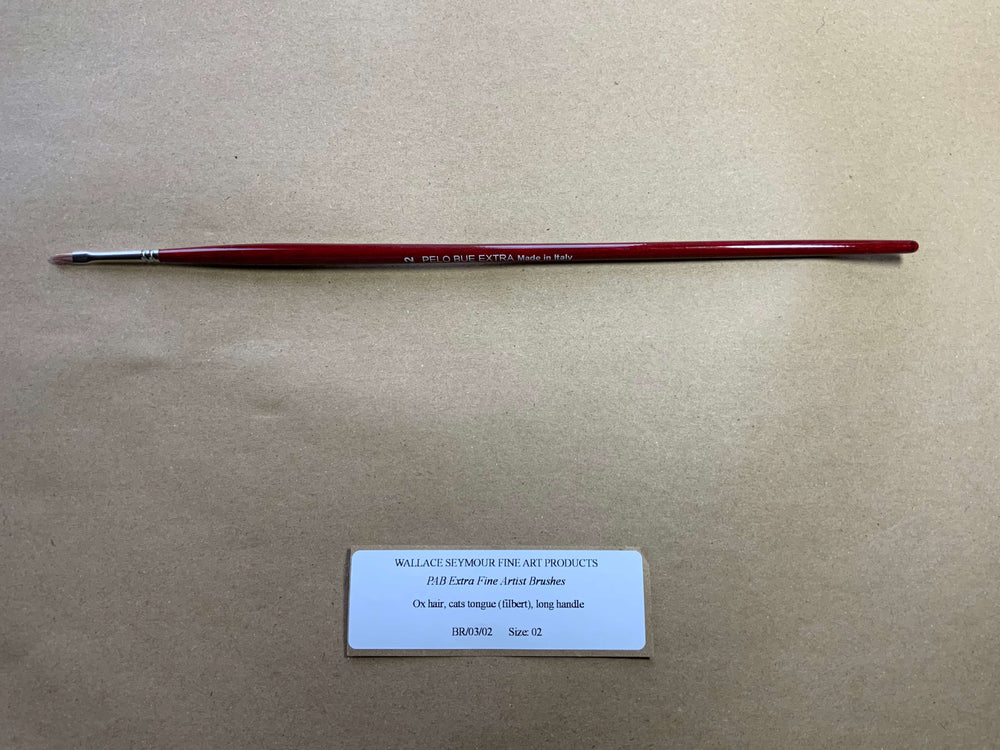 2 PELO BUE EXTRA Made in Italy
WALLACE SEYMOUR FINE ART PRODUCTS
PAB Extra Fine Artist Brushes
Ox hair, cats tongue (filbert), long handle
BR/03/02 Size: 02